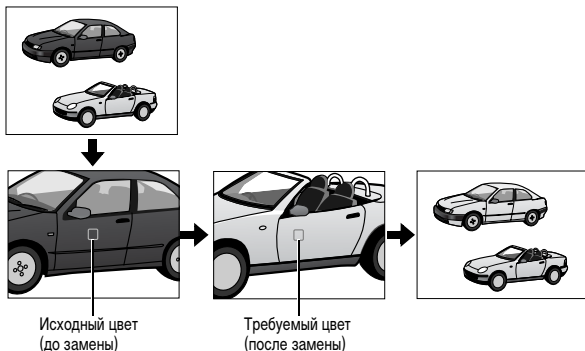 Исходный цвет
(до замены)
Требуемый цвет
(после замены)